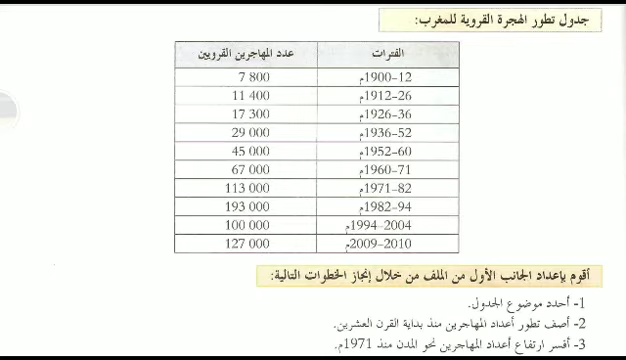 جدول تطور الهجرة القروية للمغرب:
الفترات عدد المهاجرين القرويين
1900-12م 7 800
1912-26م 11 400
1926-36م 17 300
1936-52م 29 000
1952-60م 45 000
1960-71م 67 000
1971-82م 113 000
1982-94م 193 000
1994-2004م 100 000
2009-2010م 127 000
أقوم بإعداد الجانب الأول من الملف من خلال إنجاز الخطوات التالية:
1- أحدد موضوع الجدول.
2- أصف تطور أعداد المهاجرين منذ بداية القرن العشرين.
3- أفسر ارتفاع أعداد المهاجرين نحو المدن منذ 1971م.